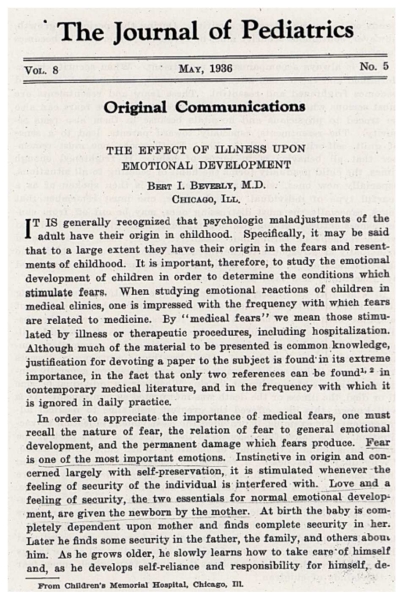 The Journal of Pediatrics
VOL. 8 MAY, 1936 No. 5
Original Communications
THE EFFECT OF ILLNESS UPON
EMOTIONAL DEVELOPMENT
BERT I. BEVERLY, M.D.
CHICAGO, ILL.
IT IS generally recognized that psychologic maladjustments of the
adult have their origin in childhood. Specifically, it may be said
that to a large extent they have their origin in the fears and resent-
ments of childhood. It is important, therefore, to study the emotional
development of children in order to determine the conditions which
stimulate fears. When studying emotional reactions of children in
medical clinics, one is impressed with the frequency with which fears
are related to medicine. By "medical fears" we mean those stimu-
lated by illness or therapeutic procedures, including hospitalization.
Although much of the material to be presented is common knowledge,
justification for devoting a paper to the subject is found in its extreme
importance, in the fact that only two references can be found1, 2 in
contemporary medical literature, and in the frequency with which it
is ignored in daily practice.
In order to appreciate the importance of medical fears, one must
recall the nature of fear, the relation of fear to general emotional
development, and the permanent damage which fears produce. Fear
is one of the most important emotions. Instinctive in origin and con-
cerned largely with self-preservation, it is stimulated whenever the
feeling of security of the individual is interfered with. Love and a
feeling of security, the two essentials for normal emotional develop-
ment, are given the newborn by the mother. At birth the baby is com-
pletely dependent upon mother and finds complete security in her.
Later he finds some security in the father, the family, and others about
him. As he grows older, he slowly learns how to take care of himself
and, as he develops self-reliance and responsibility for himself, de-
From Children's Memorial Hospital, Chicago, Ill.